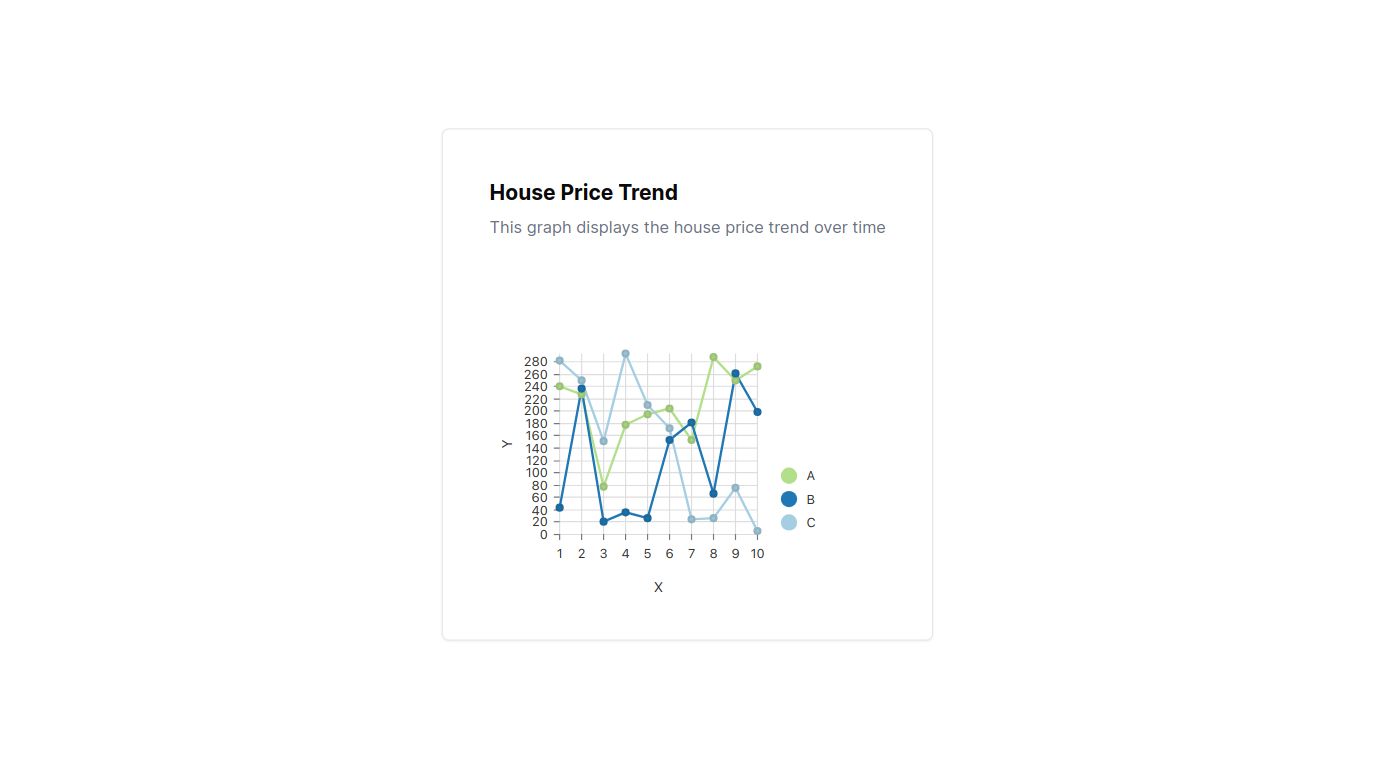 House Price Trend
This graph displays the house price trend over time
280
260
240
220
200
180
160
140
120
100
80
60
40
20
0
Y
1 2 3 4 5 6 7 8 9 10
X
A
B
C